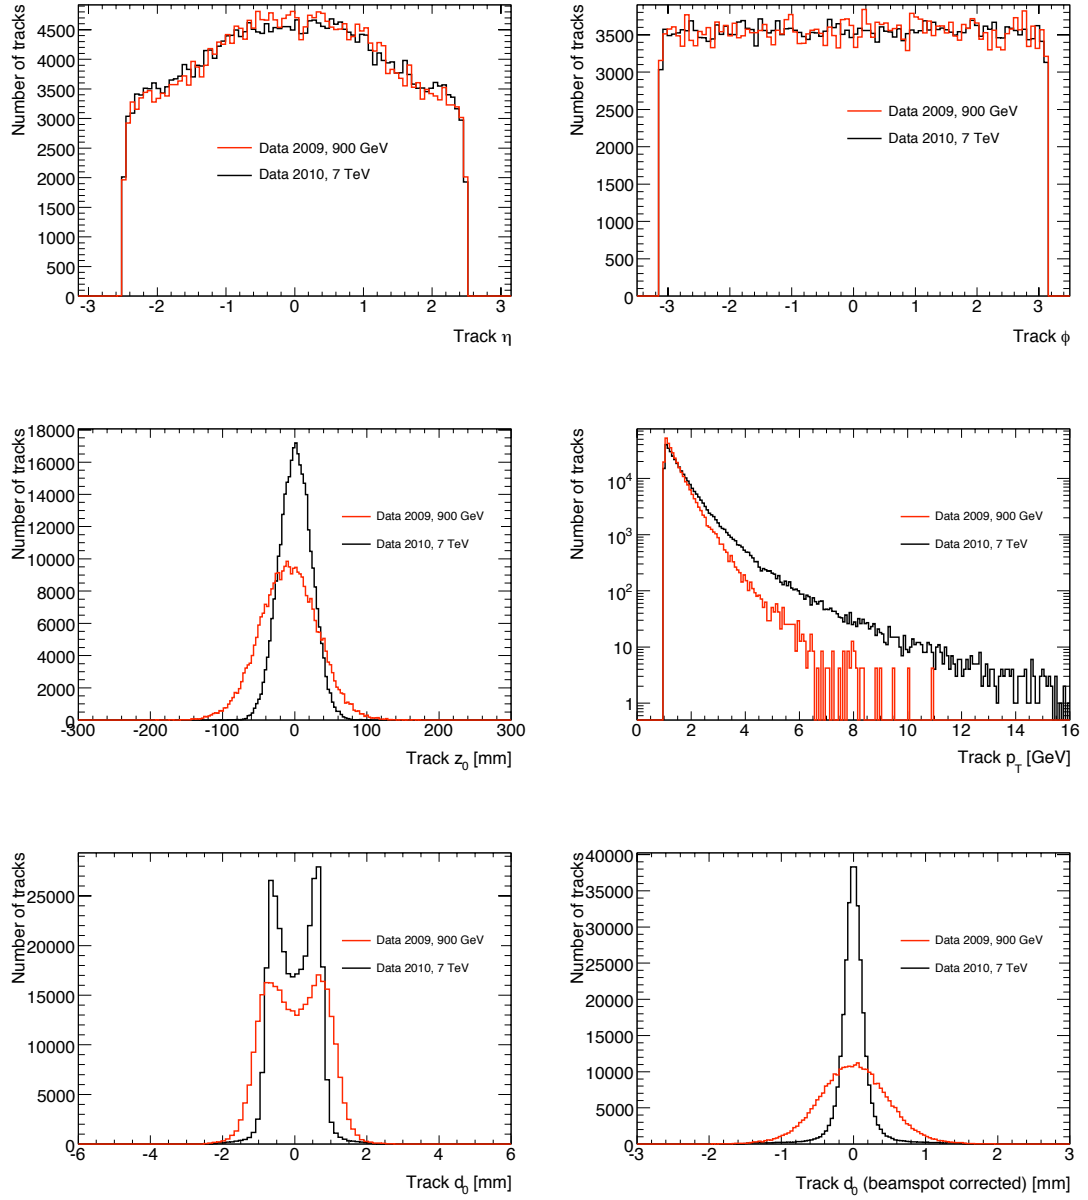 Number of tracks
4500
4000
3500
3000
2500
2000
1500
1000
500
0
Data 2009, 900 GeV
Data 2010, 7 TeV
-3 -2 -1 0 1 2 3
Track η
Number of tracks
3500
3000
2500
2000
1500
1000
500
0
Data 2009, 900 GeV
Data 2010, 7 TeV
-3 -2 -1 0 1 2 3
Track ϕ
Number of tracks
18000
16000
14000
12000
10000
8000
6000
4000
2000
0
Data 2009, 900 GeV
Data 2010, 7 TeV
-300 -200 -100 0 100 200 300
Track z0 [mm]
Number of tracks
10^4
10^3
10^2
10
1
Data 2009, 900 GeV
Data 2010, 7 TeV
0 2 4 6 8 10 12 14 16
Track pT [GeV]
Number of tracks
25000
20000
15000
10000
5000
0
Data 2009, 900 GeV
Data 2010, 7 TeV
-6 -4 -2 0 2 4 6
Track d0 [mm]
Number of tracks
40000
35000
30000
25000
20000
15000
10000
5000
0
Data 2009, 900 GeV
Data 2010, 7 TeV
-3 -2 -1 0 1 2 3
Track d0 (beamspot corrected) [mm]